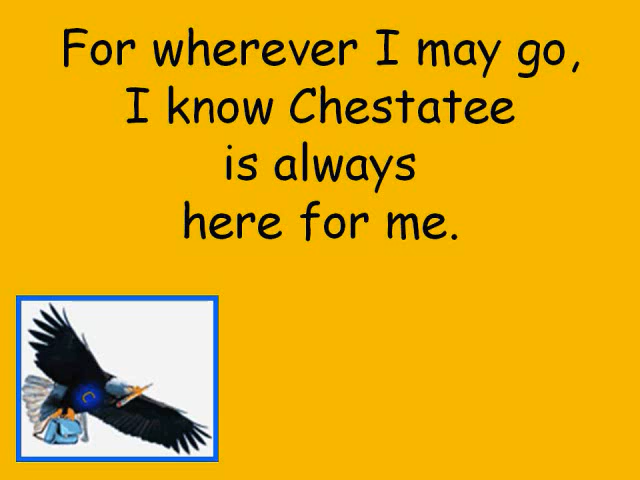 For wherever I may go,
I know Chestatee
is always
here for me.
C